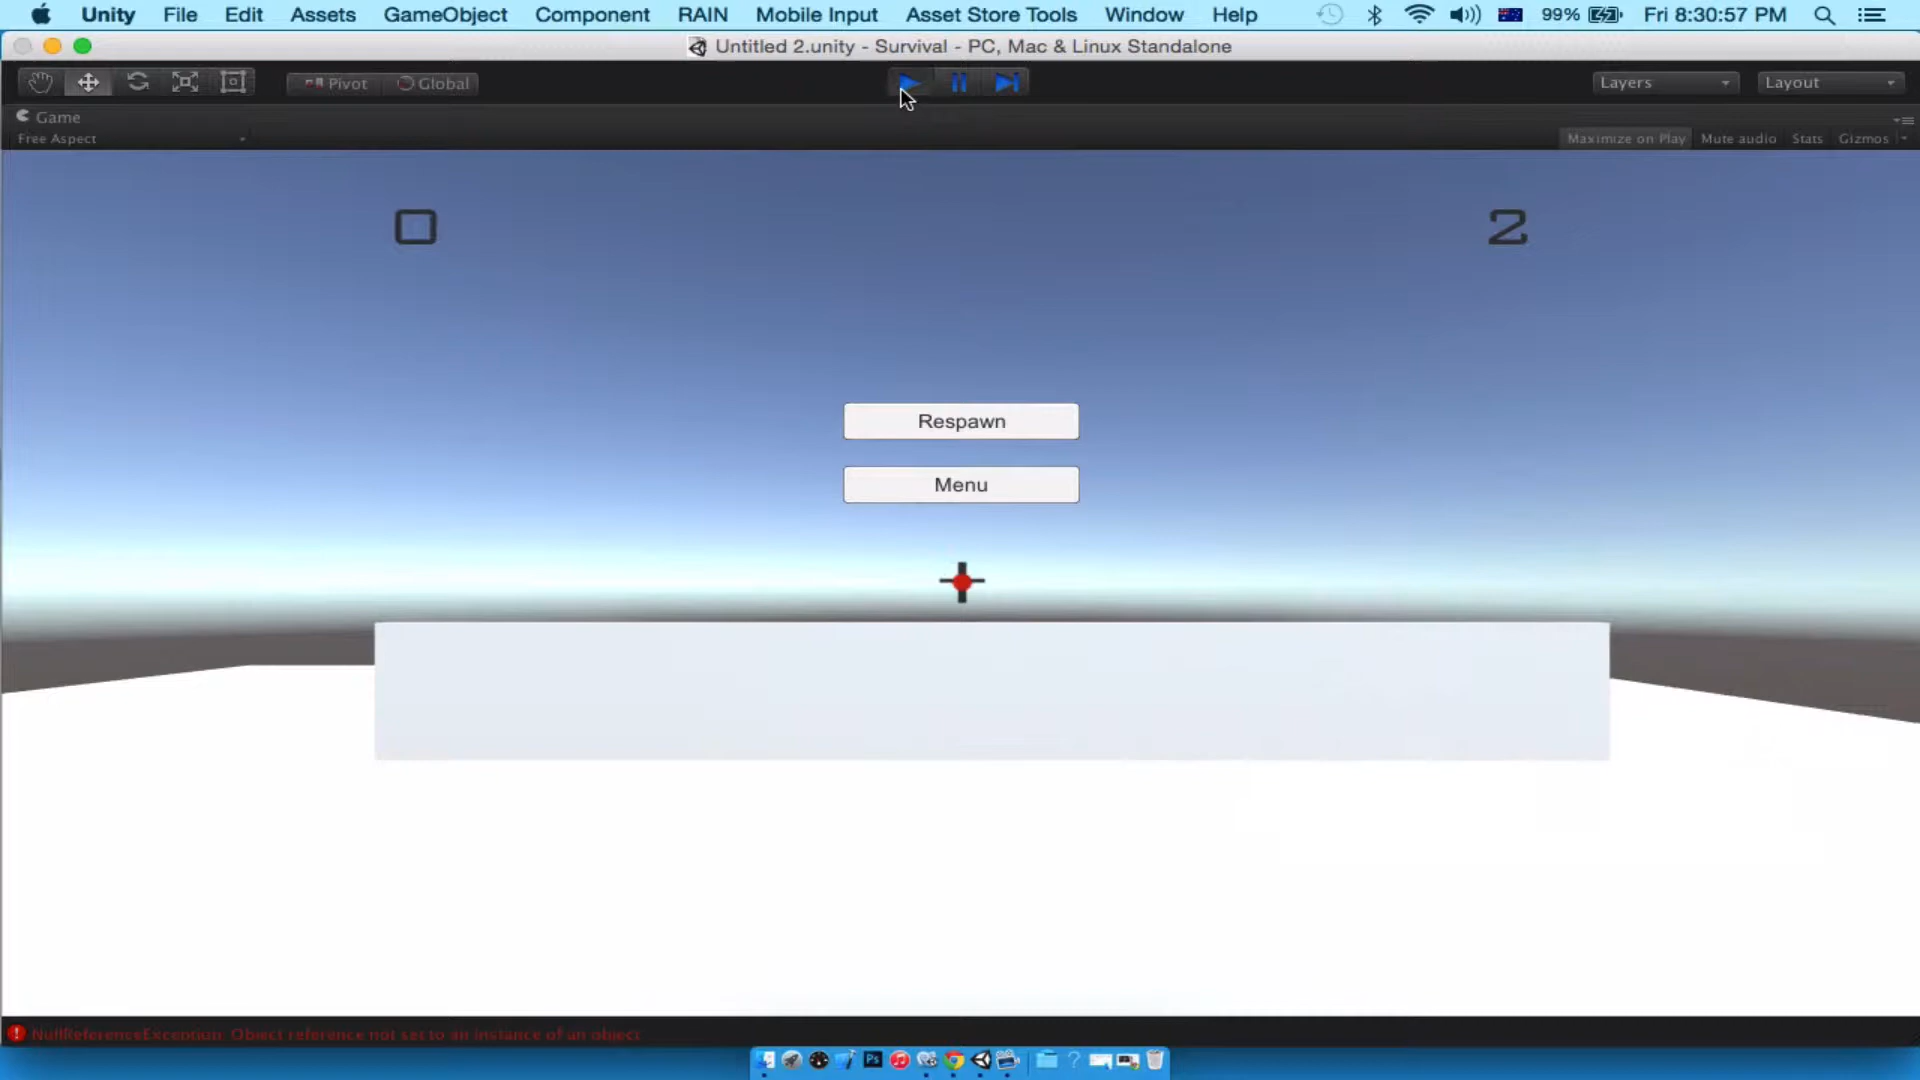 Unity File Edit Assets GameObject Component RAIN Mobile Input Asset Store Tools Window Help 99% Fri 8:30:57 PM
Untitled 2.unity - Survival - PC, Mac & Linux Standalone
Pivot Global Layers Layout
Game
Free Aspect Maximize on Play Mute audio Stats Gizmos
0 2
Respawn
Menu
NullReferenceException: Object reference not set to an instance of an object
Ps